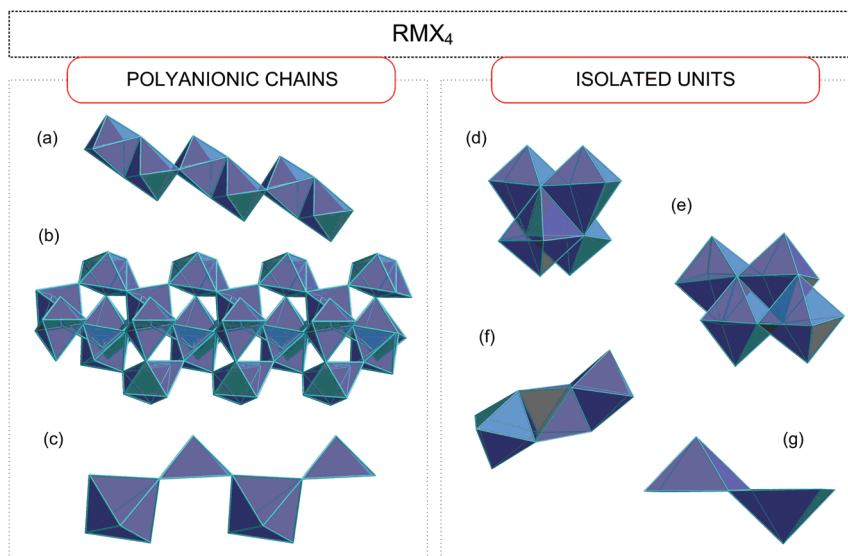 RMX₄
POLYANIONIC CHAINS
ISOLATED UNITS
(a)
(b)
(c)
(d)
(e)
(f)
(g)